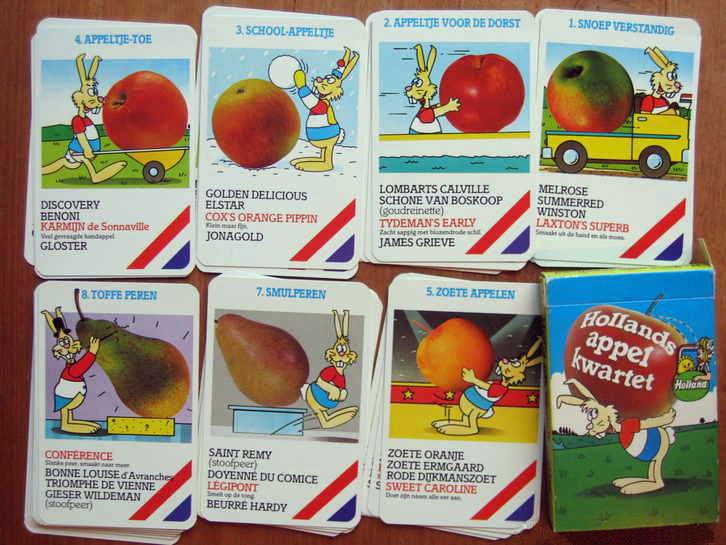 4. APPELTJE-TOE
DISCOVERY
BENONI
KARMIJN de Sonnaville
Veel gevraagde handappel.
GLOSTER
3. SCHOOL-APPELTJE
GOLDEN DELICIOUS
ELSTAR
COX'S ORANGE PIPPIN
Klein maar fijn.
JONAGOLD
2. APPELTJE VOOR DE DORST
LOMBARTS CALVILLE
SCHONE VAN BOSKOOP
(goudreinette)
TYDEMAN'S EARLY
Zacht sappig met blozendrode schil.
JAMES GRIEVE
1. SNOEP VERSTANDIG
MELROSE
SUMMERRED
WINSTON
LAXTON'S SUPERB
Smaakt uit de hand en als moes.
8. TOFFE PEREN
CONFÉRENCE
Slanke peer, smaakt naar meer.
BONNE LOUISE d'Avranches
TRIOMPHE DE VIENNE
GIESER WILDEMAN
(stoofpeer)
7. SMULPEREN
SAINT REMY
(stoofpeer)
DOYENNÉ DU COMICE
LÉGIPONT
Smelt op de tong.
BEURRÉ HARDY
5. ZOETE APPELEN
ZOETE ORANJE
ZOETE ERMGAARD
RODE DIJKMANSZOET
SWEET CAROLINE
Doet zijn naam alle eer aan.
Hollands
appel
kwartet
Holland